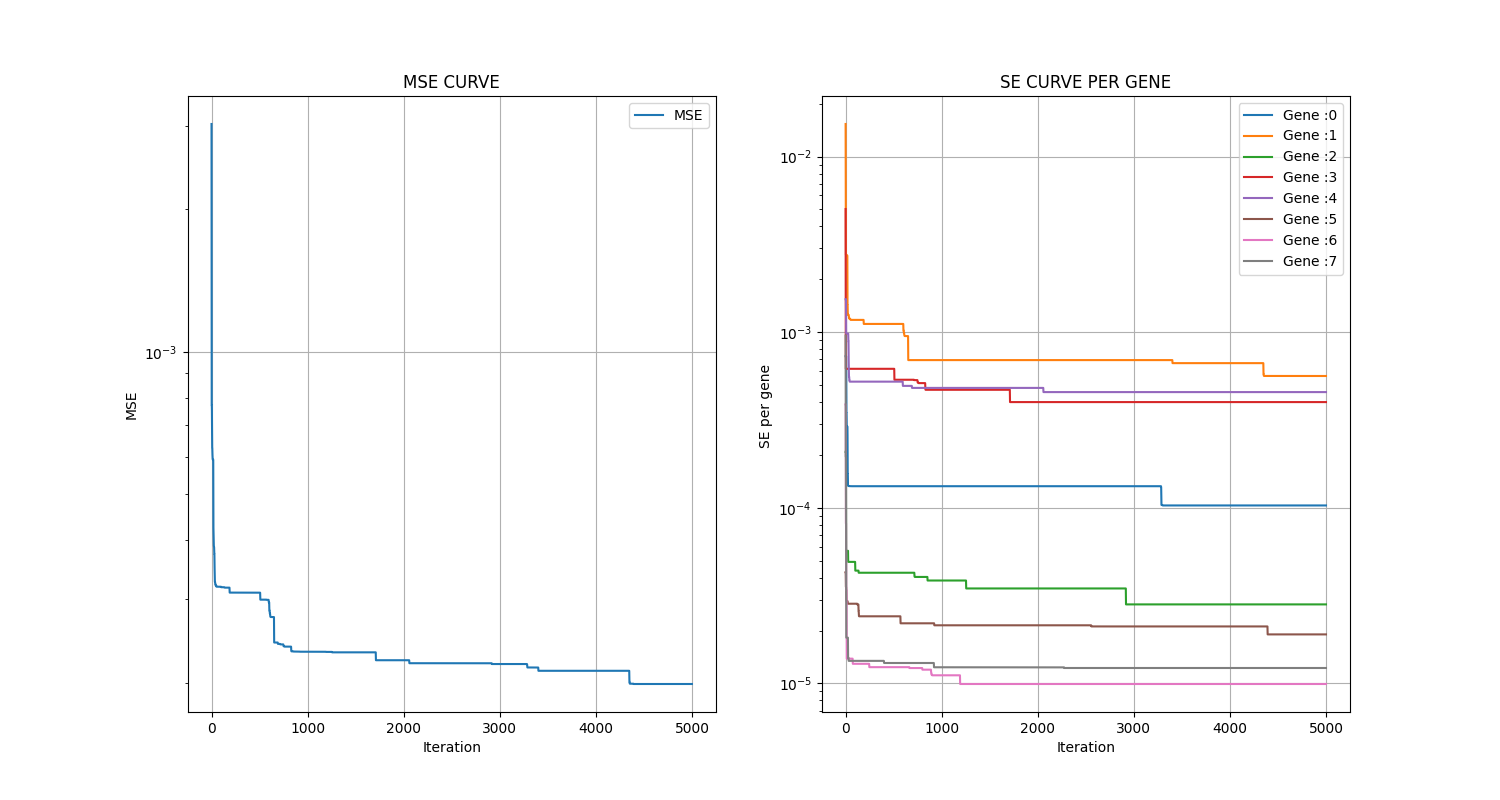 MSE CURVE
MSE
10⁻³
MSE
0 1000 2000 3000 4000 5000
Iteration
SE CURVE PER GENE
Gene :0
Gene :1
Gene :2
Gene :3
Gene :4
Gene :5
Gene :6
Gene :7
10⁻²
10⁻³
10⁻⁴
10⁻⁵
SE per gene
0 1000 2000 3000 4000 5000
Iteration